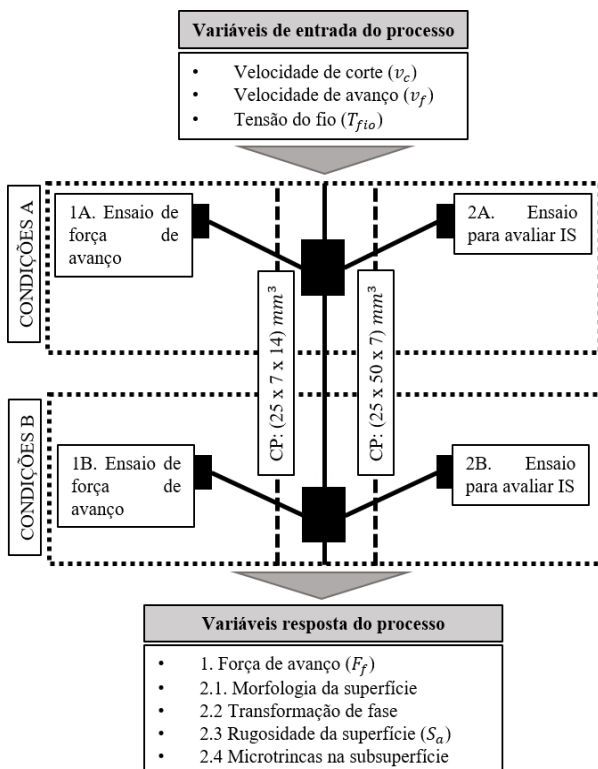 Variáveis de entrada do processo
• Velocidade de corte (v_c)
• Velocidade de avanço (v_f)
• Tensão do fio (T_fio)
CONDIÇÕES A
1A. Ensaio de
força de
avanço
2A. Ensaio
para avaliar IS
CP: (25 x 7 x 14) mm³
CP: (25 x 50 x 7) mm³
CONDIÇÕES B
1B. Ensaio de
força de
avanço
2B. Ensaio
para avaliar IS
Variáveis resposta do processo
• 1. Força de avanço (F_f)
• 2.1. Morfologia da superfície
• 2.2 Transformação de fase
• 2.3 Rugosidade da superfície (S_a)
• 2.4 Microtrincas na subsuperfície